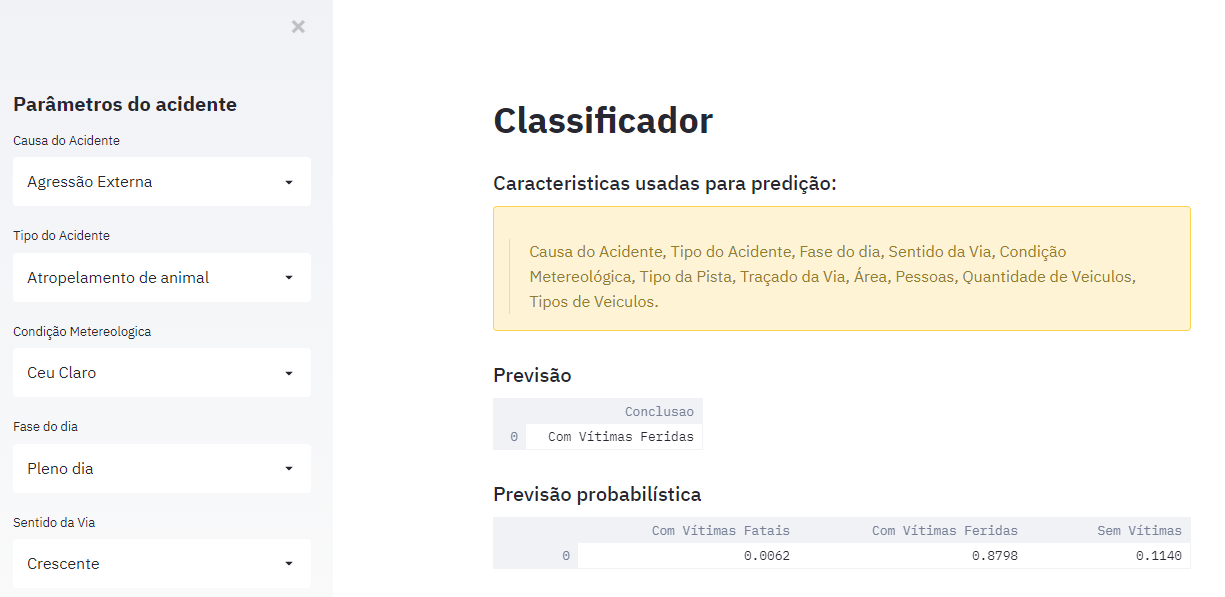 ×
Parâmetros do acidente
Causa do Acidente
Agressão Externa
Tipo do Acidente
Atropelamento de animal
Condição Metereologica
Ceu Claro
Fase do dia
Pleno dia
Sentido da Via
Crescente
Classificador
Caracteristicas usadas para predição:
Causa do Acidente, Tipo do Acidente, Fase do dia, Sentido da Via, Condição
Metereológica, Tipo da Pista, Traçado da Via, Área, Pessoas, Quantidade de Veiculos,
Tipos de Veiculos.
Previsão
Conclusao
0 Com Vítimas Feridas
Previsão probabilística
Com Vítimas Fatais Com Vítimas Feridas Sem Vítimas
0 0.0062 0.8798 0.1140